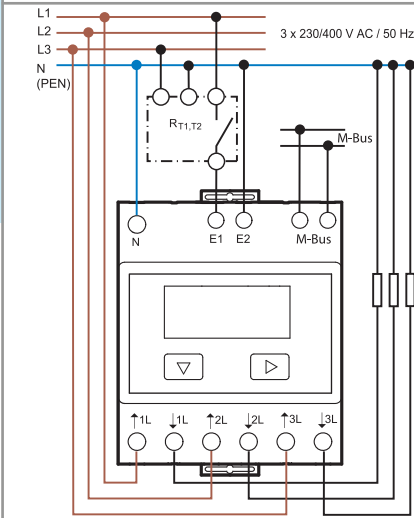 L1
L2
L3
N
(PEN)
3 x 230/400 V AC / 50 Hz
RT1,T2
M-Bus
N
E1
E2
M-Bus
↑1L
↓1L
↑2L
↓2L
↑3L
↓3L